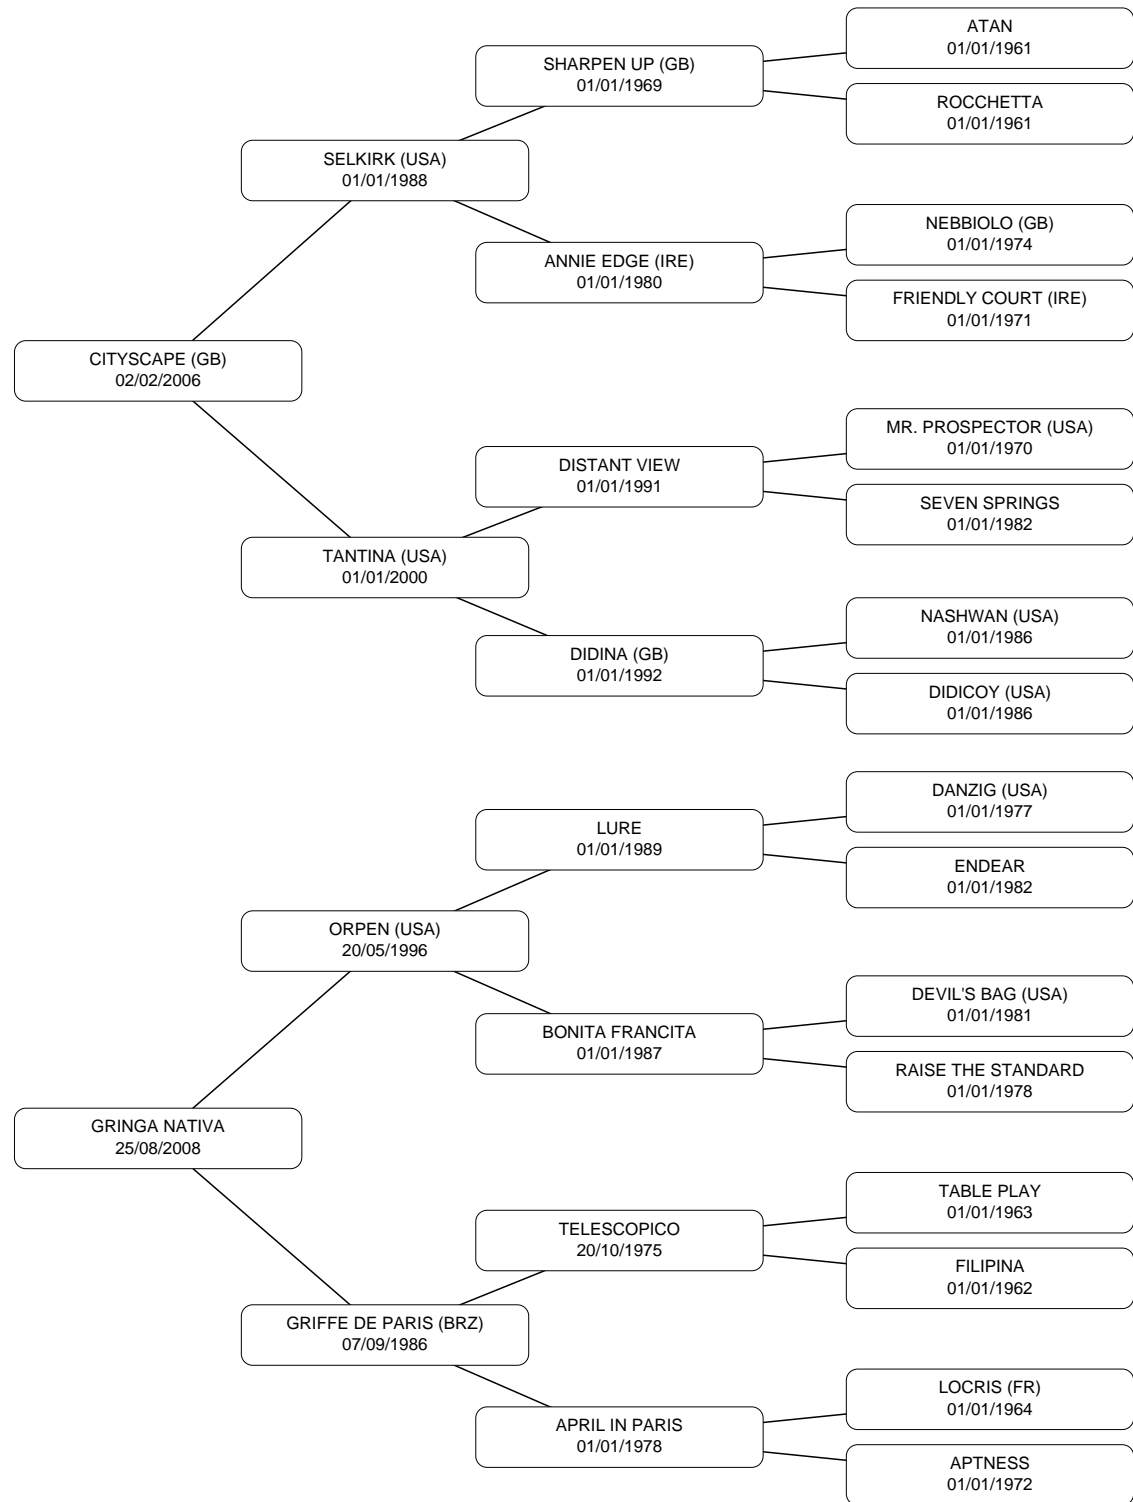 ATAN
01/01/1961
SHARPEN UP (GB)
01/01/1969
ROCCHETTA
01/01/1961
SELKIRK (USA)
01/01/1988
NEBBIOLO (GB)
01/01/1974
ANNIE EDGE (IRE)
01/01/1980
FRIENDLY COURT (IRE)
01/01/1971
CITYSCAPE (GB)
02/02/2006
MR. PROSPECTOR (USA)
01/01/1970
DISTANT VIEW
01/01/1991
SEVEN SPRINGS
01/01/1982
TANTINA (USA)
01/01/2000
NASHWAN (USA)
01/01/1986
DIDINA (GB)
01/01/1992
DIDICOY (USA)
01/01/1986
DANZIG (USA)
01/01/1977
LURE
01/01/1989
ENDEAR
01/01/1982
ORPEN (USA)
20/05/1996
DEVIL'S BAG (USA)
01/01/1981
BONITA FRANCITA
01/01/1987
RAISE THE STANDARD
01/01/1978
GRINGA NATIVA
25/08/2008
TABLE PLAY
01/01/1963
TELESCOPICO
20/10/1975
FILIPINA
01/01/1962
GRIFFE DE PARIS (BRZ)
07/09/1986
LOCRIS (FR)
01/01/1964
APRIL IN PARIS
01/01/1978
APTNESS
01/01/1972